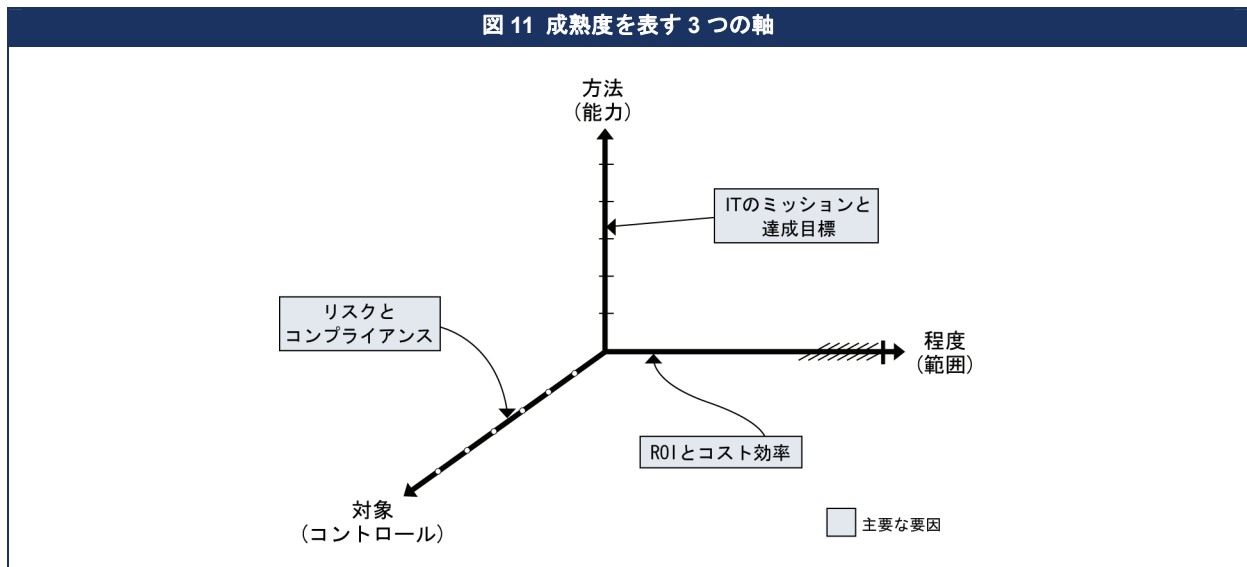 図 11 成熟度を表す 3 つの軸
方法
（能力）
ITのミッションと
達成目標
リスクと
コンプライアンス
程度
（範囲）
ROIとコスト効率
対象
（コントロール）
主要な要因